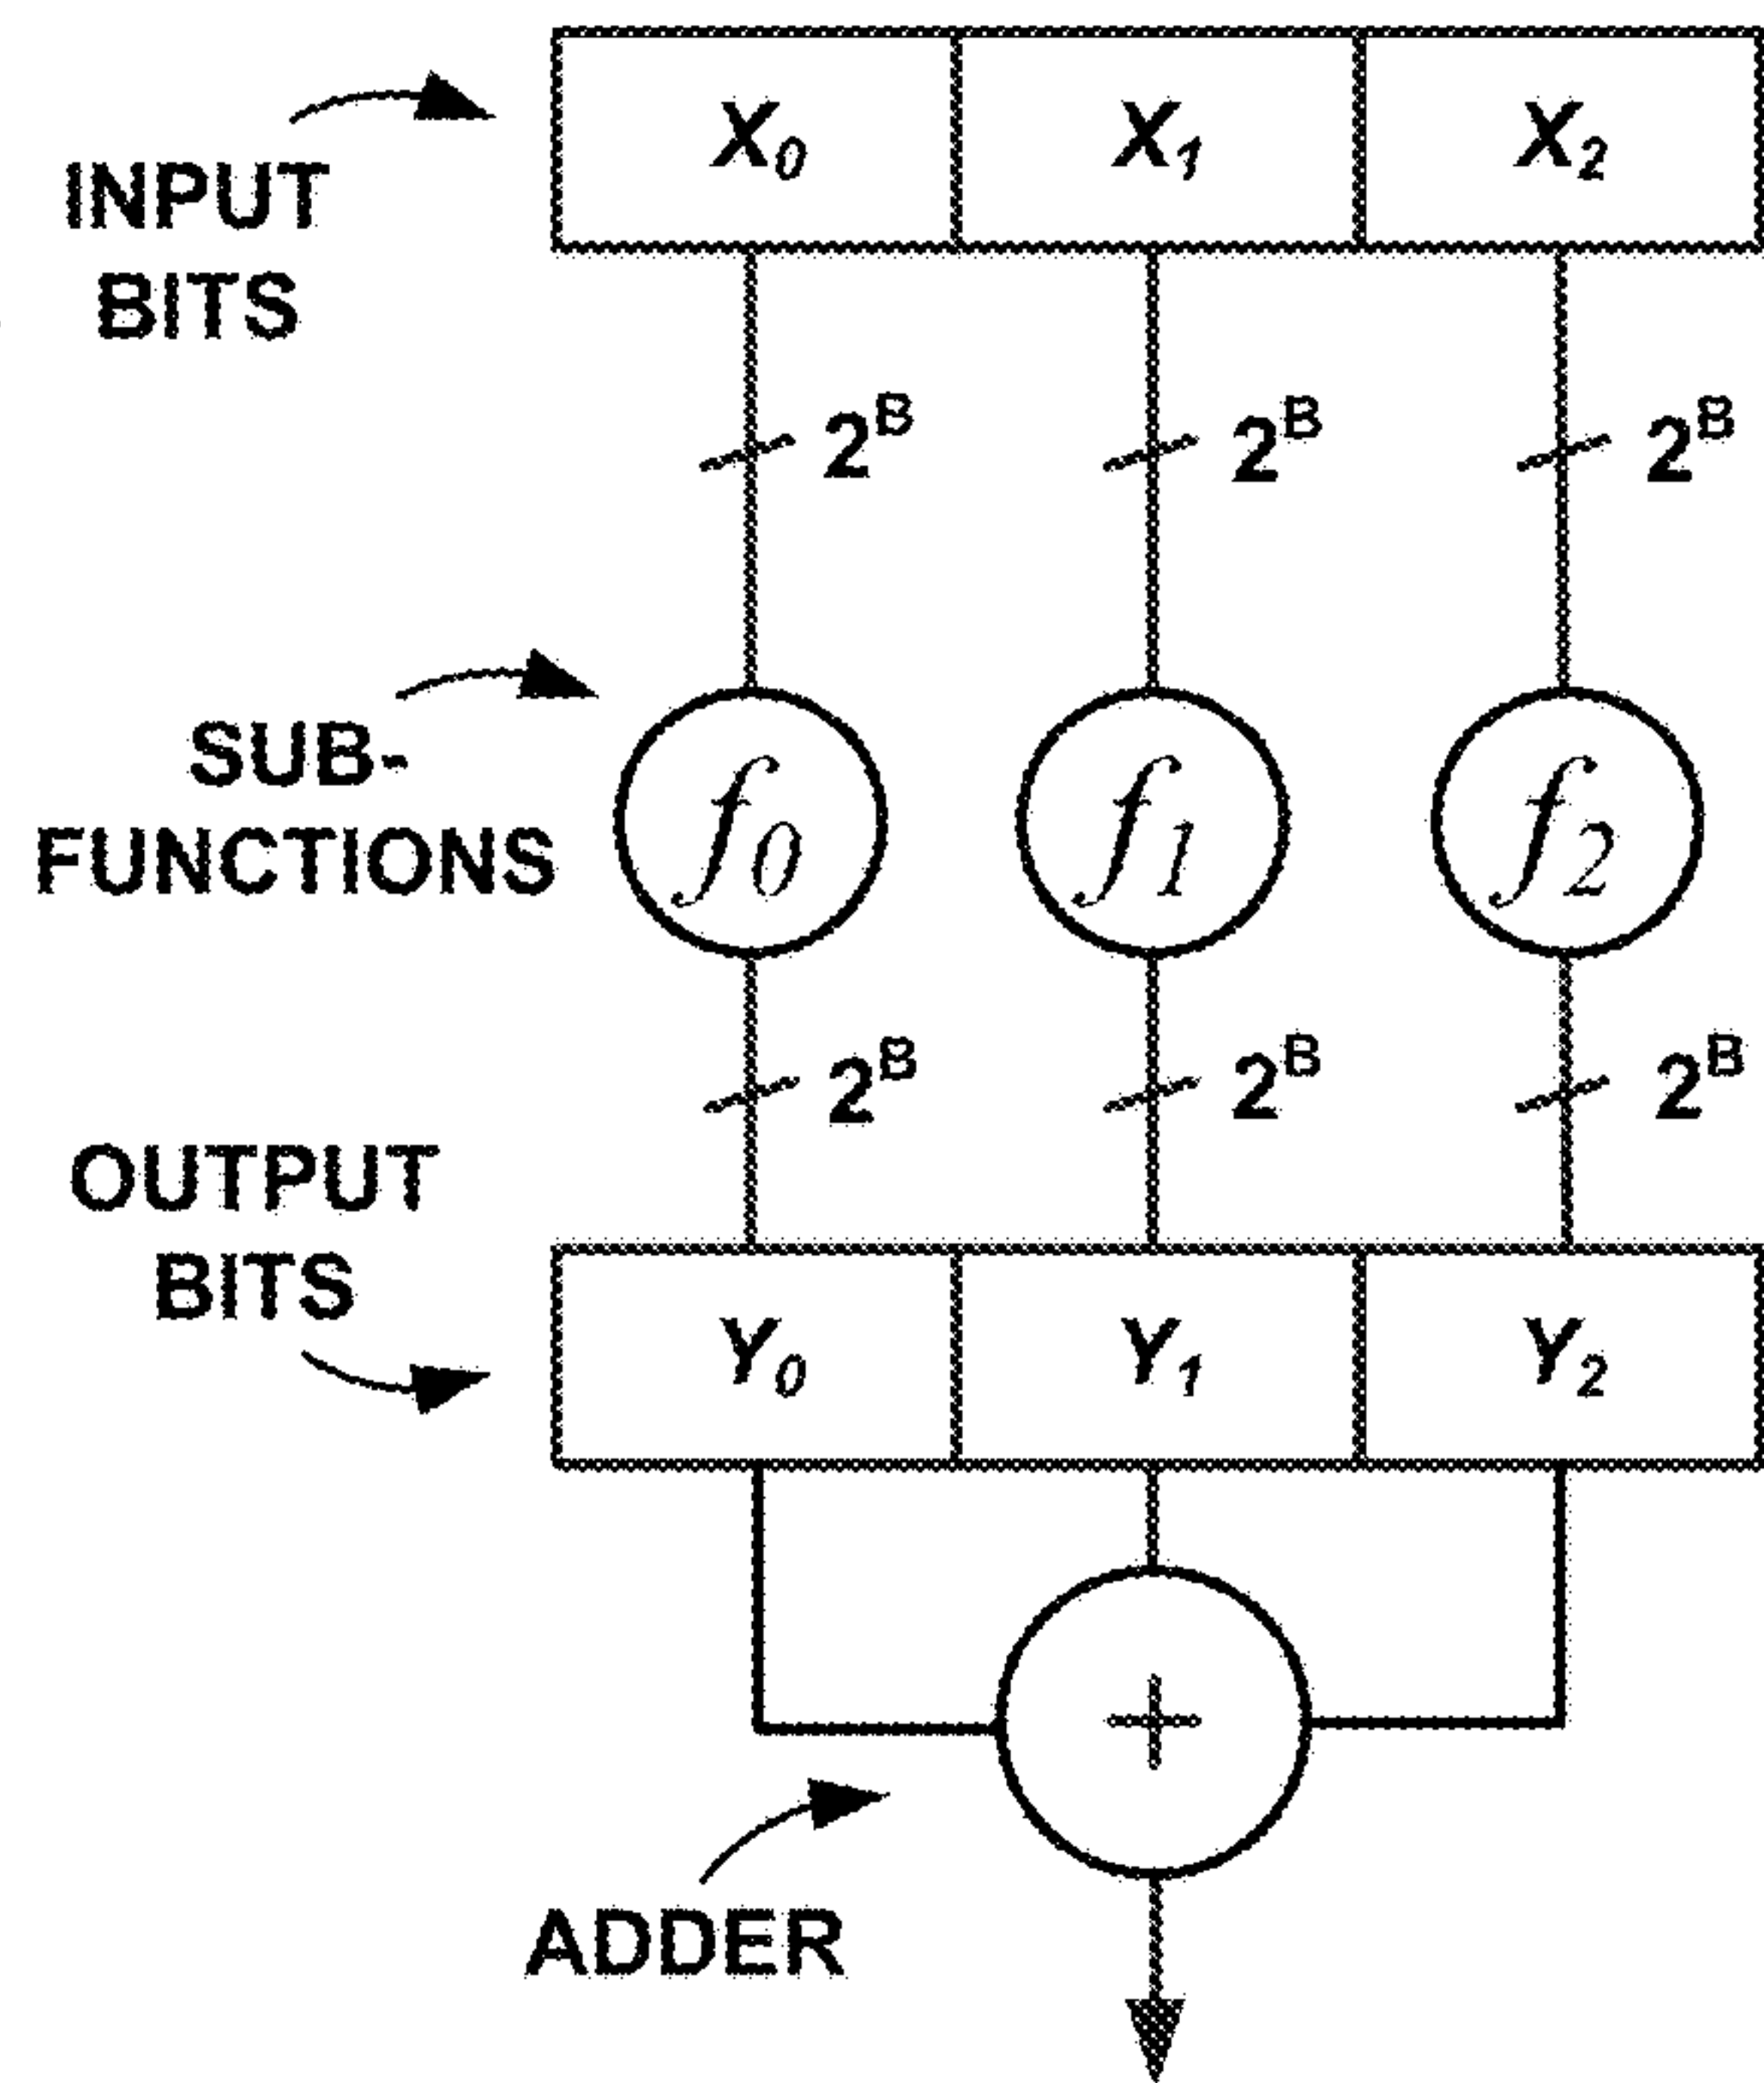 X₀ X₁ X₂
INPUT
BITS
2ᴮ 2ᴮ 2ᴮ
SUB-
FUNCTIONS
f₀ f₁ f₂
2ᴮ 2ᴮ 2ᴮ
OUTPUT
BITS
Y₀ Y₁ Y₂
+
ADDER